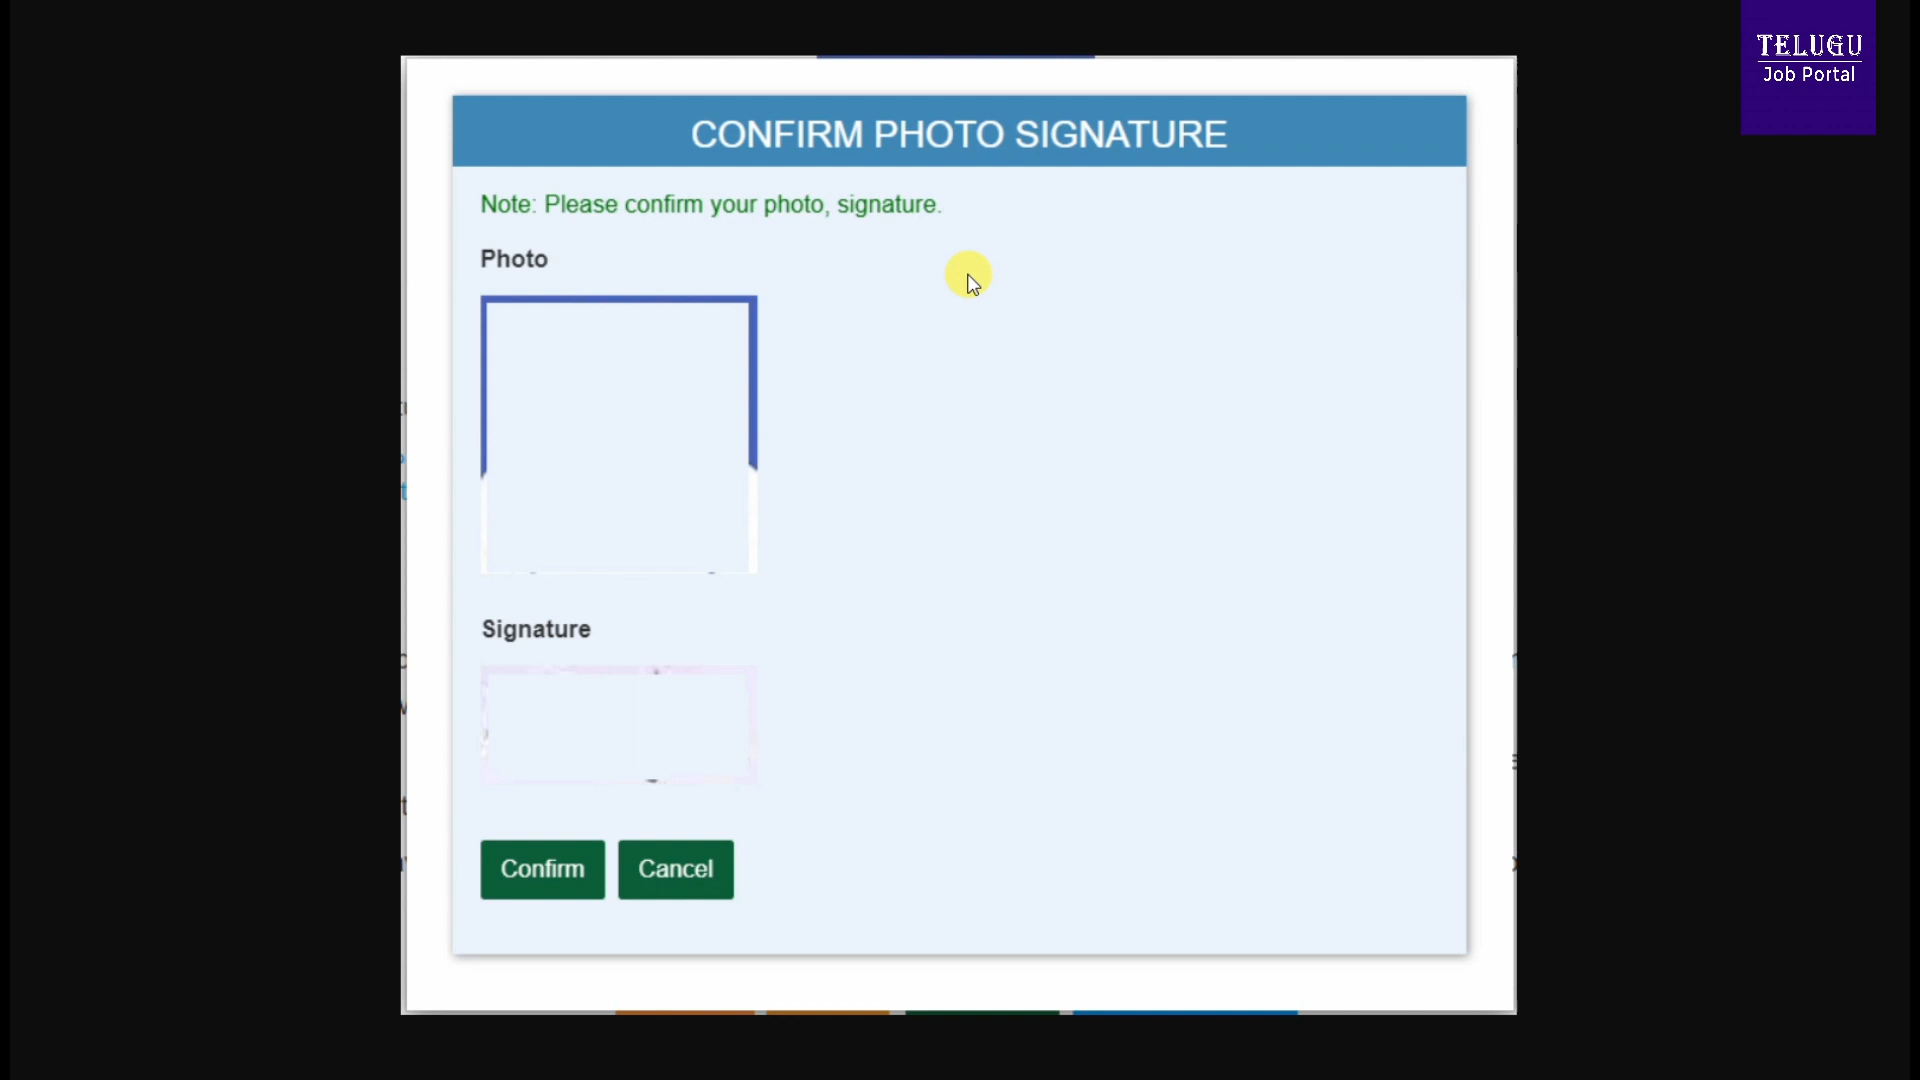 TELUGU
Job Portal
CONFIRM PHOTO SIGNATURE
Note: Please confirm your photo, signature.
Photo
Signature
Confirm
Cancel